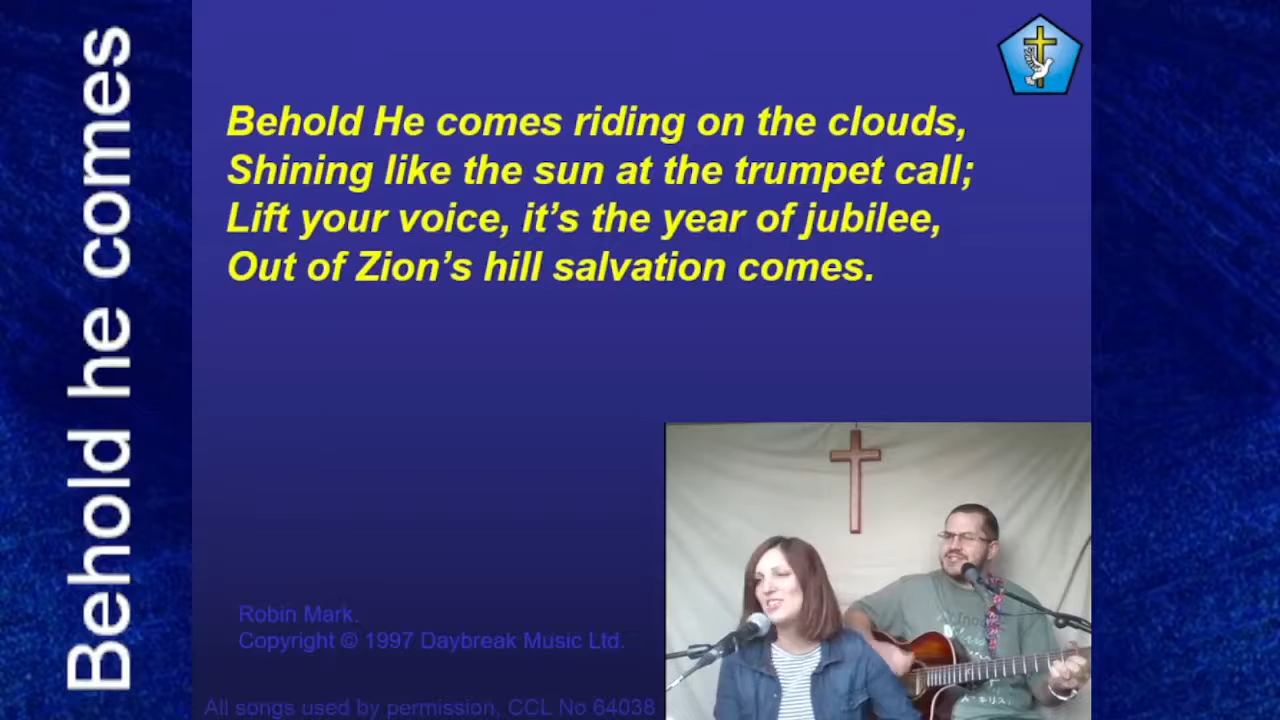 Behold he comes
Behold He comes riding on the clouds,
Shining like the sun at the trumpet call;
Lift your voice, it’s the year of jubilee,
Out of Zion’s hill salvation comes.
Robin Mark.
Copyright © 1997 Daybreak Music Ltd.
All songs used by permission, CCL No 64038